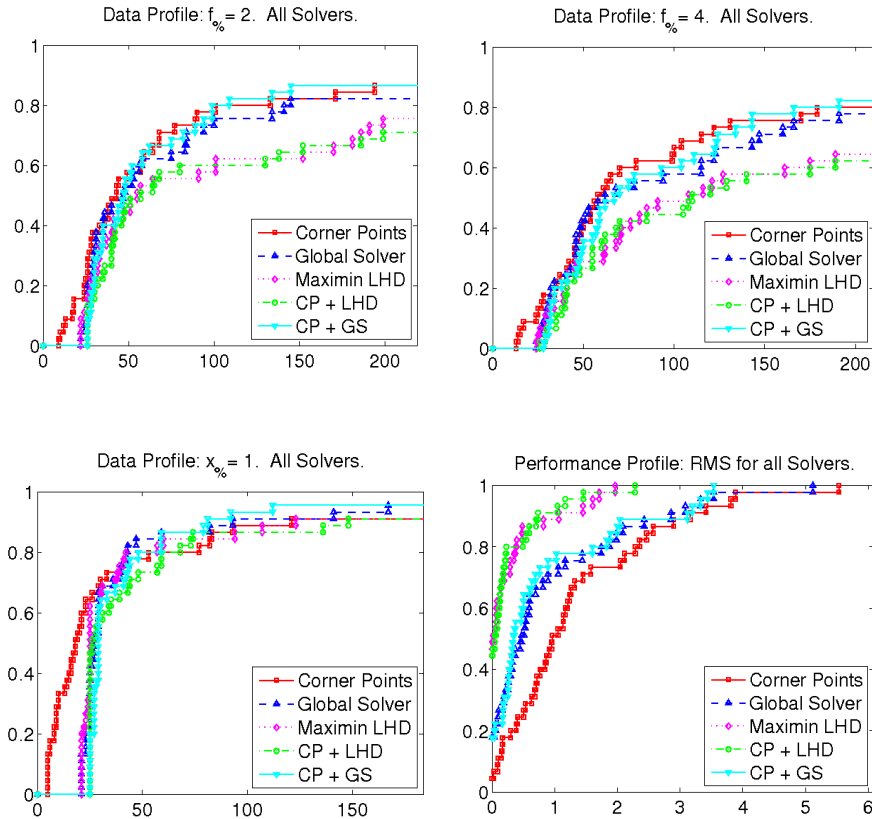 Data Profile: f% = 2. All Solvers.
1
0.8
0.6
0.4
0.2
0
0 50 100 150 200
Corner Points
Global Solver
Maximin LHD
CP + LHD
CP + GS
Data Profile: f% = 4. All Solvers.
1
0.8
0.6
0.4
0.2
0
0 50 100 150 200
Corner Points
Global Solver
Maximin LHD
CP + LHD
CP + GS
Data Profile: x% = 1. All Solvers.
1
0.8
0.6
0.4
0.2
0
0 50 100 150
Corner Points
Global Solver
Maximin LHD
CP + LHD
CP + GS
Performance Profile: RMS for all Solvers.
1
0.8
0.6
0.4
0.2
0
0 1 2 3 4 5 6
Corner Points
Global Solver
Maximin LHD
CP + LHD
CP + GS